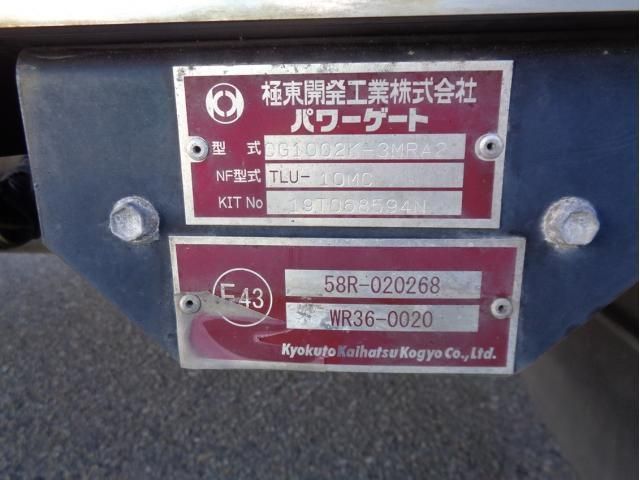 極東開発工業株式会社
パワーゲート
型 式 GG1002K-3MRA2
NF型式 TLU- 10MC
KIT No 19T068594N
E43 58R-020268
WR36-0020
Kyokuto Kaihatsu Kogyo Co., Ltd.